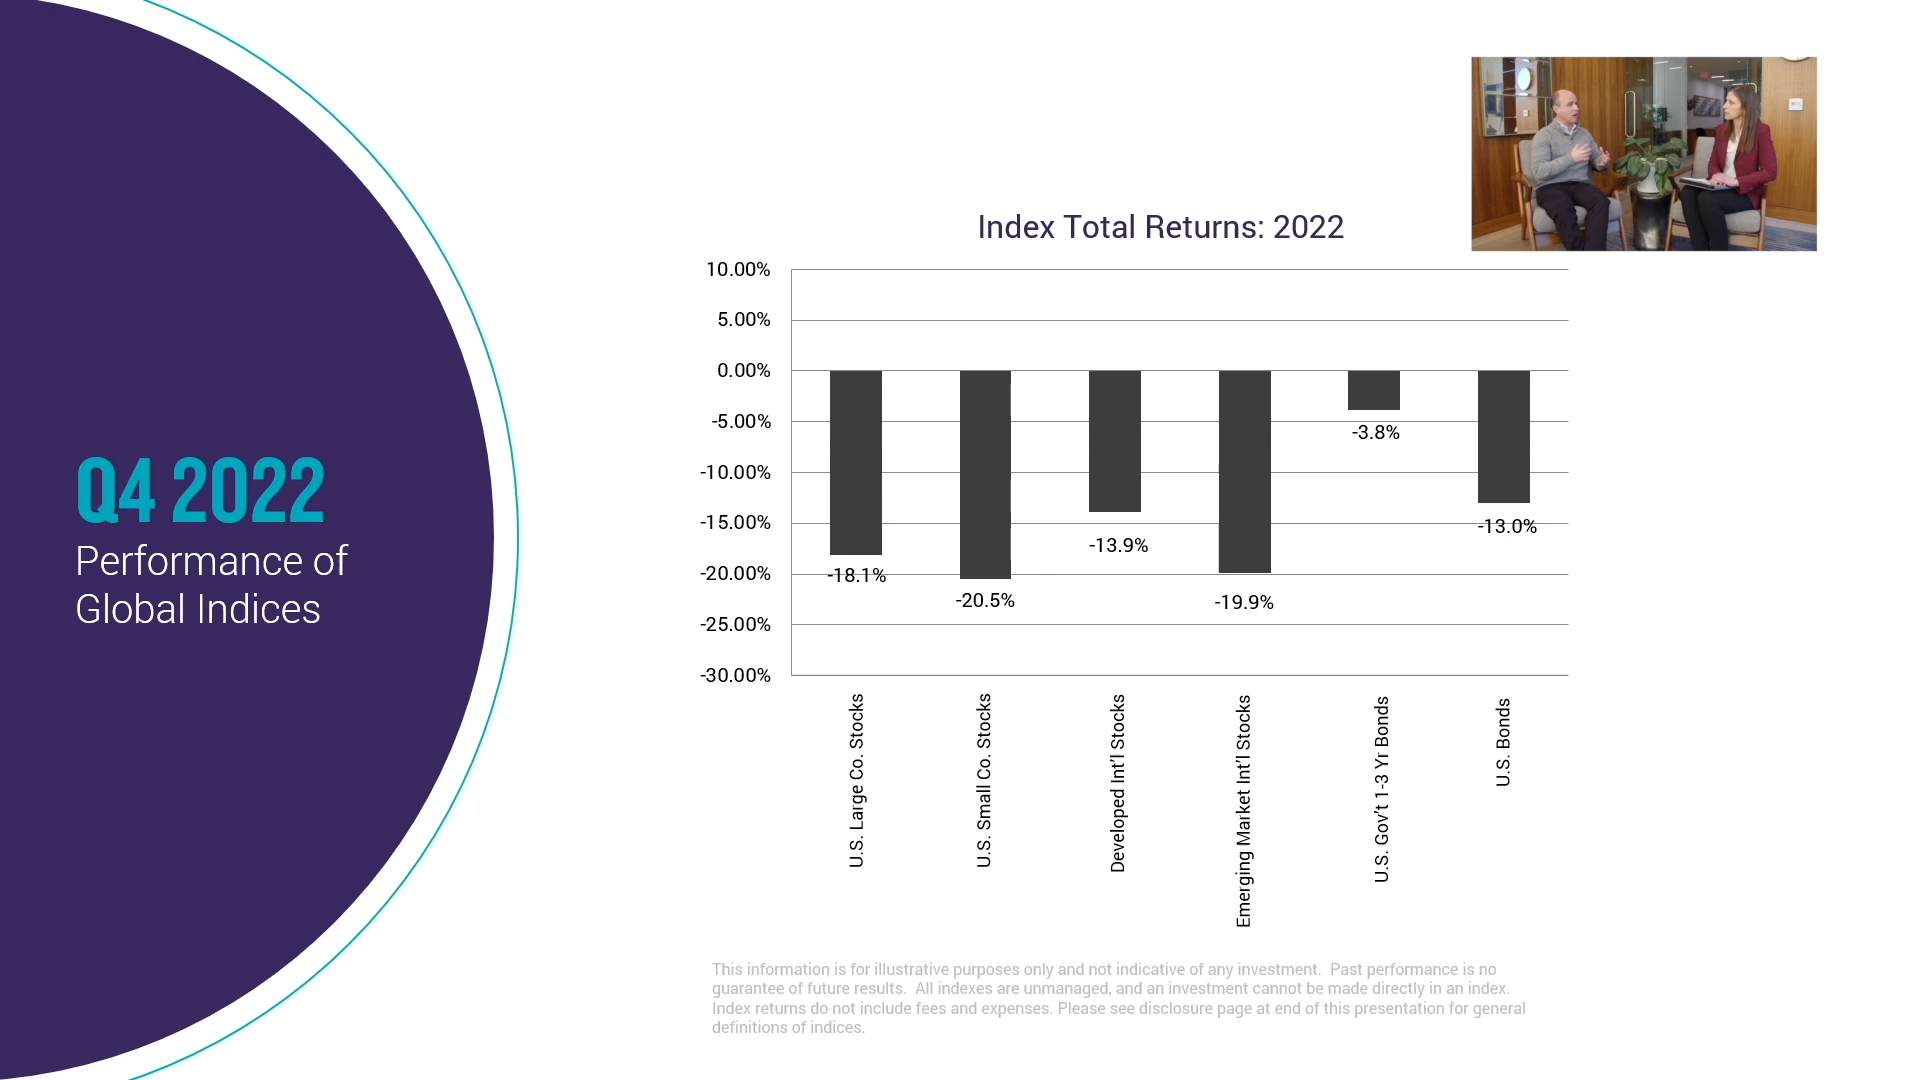 Q4 2022
Performance of
Global Indices
Index Total Returns: 2022
10.00%
5.00%
0.00%
-5.00%
-10.00%
-15.00%
-20.00%
-25.00%
-30.00%
-18.1%
-20.5%
-13.9%
-19.9%
-3.8%
-13.0%
U.S. Large Co. Stocks
U.S. Small Co. Stocks
Developed Int'l Stocks
Emerging Market Int'l Stocks
U.S. Gov't 1-3 Yr Bonds
U.S. Bonds
This information is for illustrative purposes only and not indicative of any investment.  Past performance is no
guarantee of future results.  All indexes are unmanaged, and an investment cannot be made directly in an index.
Index returns do not include fees and expenses. Please see disclosure page at end of this presentation for general
definitions of indices.